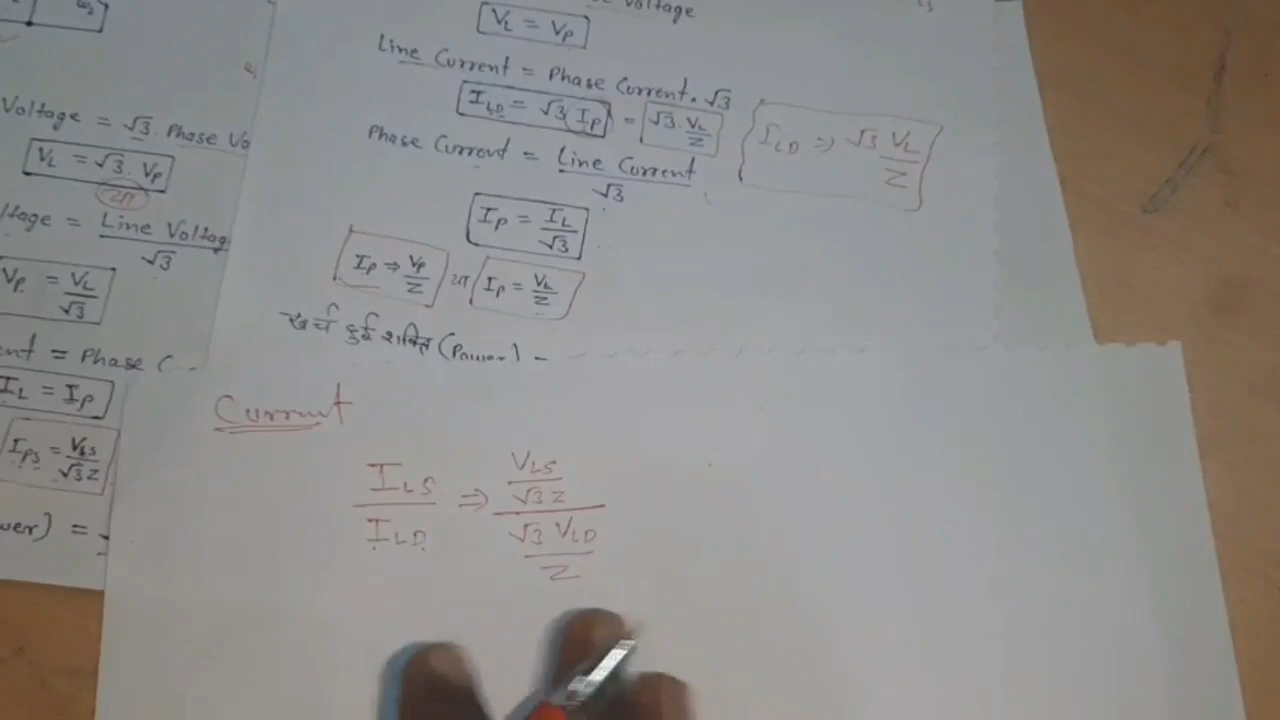 Voltage
V_L = V_P
Line Current = Phase Current . √3
I_LD = √3 I_P = √3 . V_L/Z
I_LD ⇒ √3 V_L/Z
Phase Current = Line Current/√3
I_P = I_L/√3
I_P ⇒ V_P/Z या I_P = V_L/Z
खर्च हुई शक्ति (Power) –
Voltage = √3 . Phase Vo
V_L = √3 . V_P
ltage = Line Voltag/√3
V_P = V_L/√3
nt = Phase C
I_L = I_P
I_PS = V_LS/√3 Z
wer) =
Current
I_LS/I_LD ⇒ (V_LS/√3 Z)/(√3 V_LD/Z)